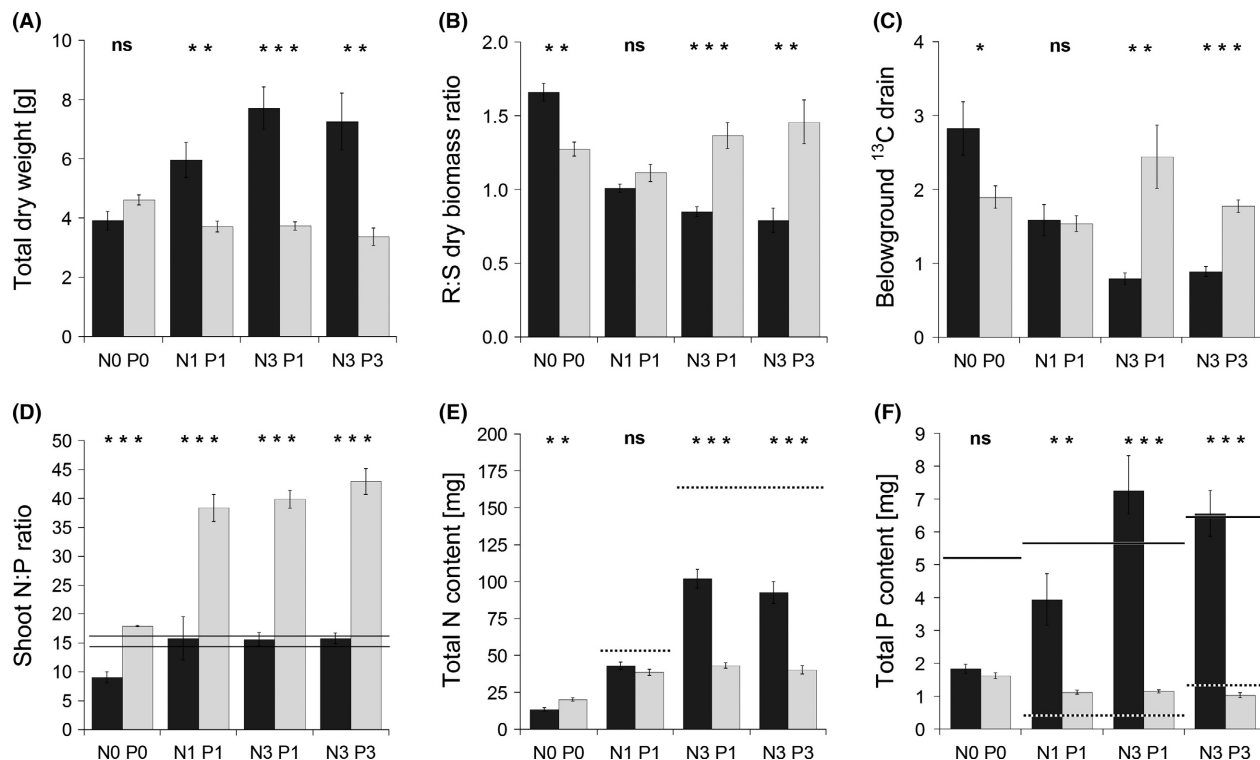 (A)
Total dry weight [g]
10
8
6
4
2
0
ns
* *
* * *
* *
N0 P0
N1 P1
N3 P1
N3 P3
(B)
R:S dry biomass ratio
2.0
1.5
1.0
0.5
0.0
* *
ns
* * *
* *
N0 P0
N1 P1
N3 P1
N3 P3
(C)
Belowground ¹³C drain
4
3
2
1
0
*
ns
* *
* * *
N0 P0
N1 P1
N3 P1
N3 P3
(D)
Shoot N:P ratio
50
45
40
35
30
25
20
15
10
5
0
* * *
* * *
* * *
* * *
N0 P0
N1 P1
N3 P1
N3 P3
(E)
Total N content [mg]
200
175
150
125
100
75
50
25
0
* *
ns
* * *
* * *
N0 P0
N1 P1
N3 P1
N3 P3
(F)
Total P content [mg]
9
8
7
6
5
4
3
2
1
0
ns
* *
* * *
* * *
N0 P0
N1 P1
N3 P1
N3 P3